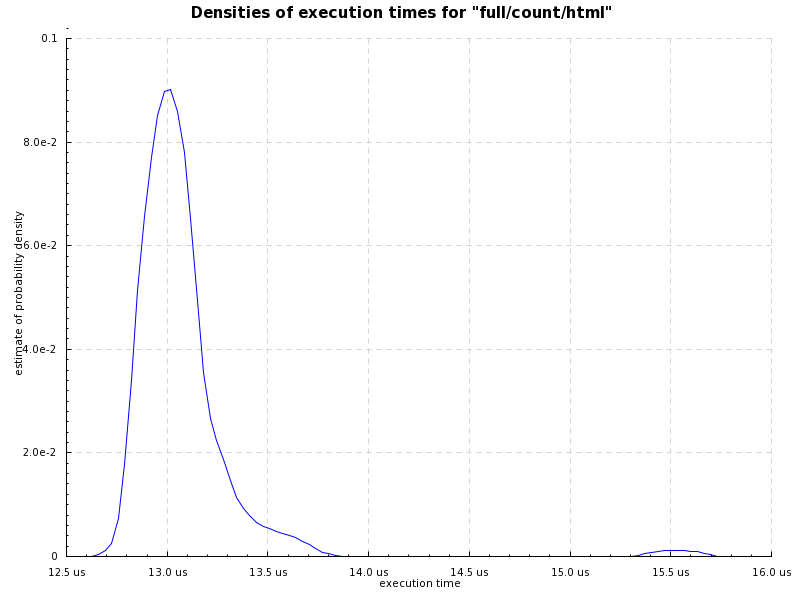 Densities of execution times for "full/count/html"
0.1
8.0e-2
6.0e-2
4.0e-2
2.0e-2
0
estimate of probability density
12.5 us 13.0 us 13.5 us 14.0 us 14.5 us 15.0 us 15.5 us 16.0 us
execution time